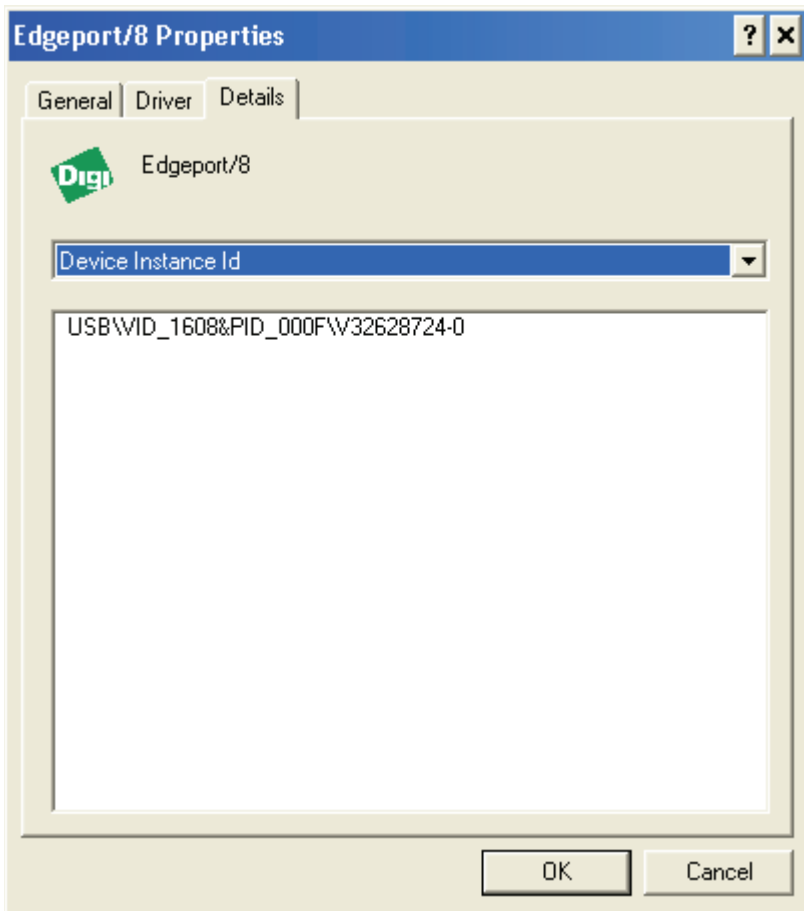 Edgeport/8 Properties
General Driver Details
Digi
Edgeport/8
Device Instance Id
USB\VID_1608&PID_000F\V32628724-0
OK Cancel